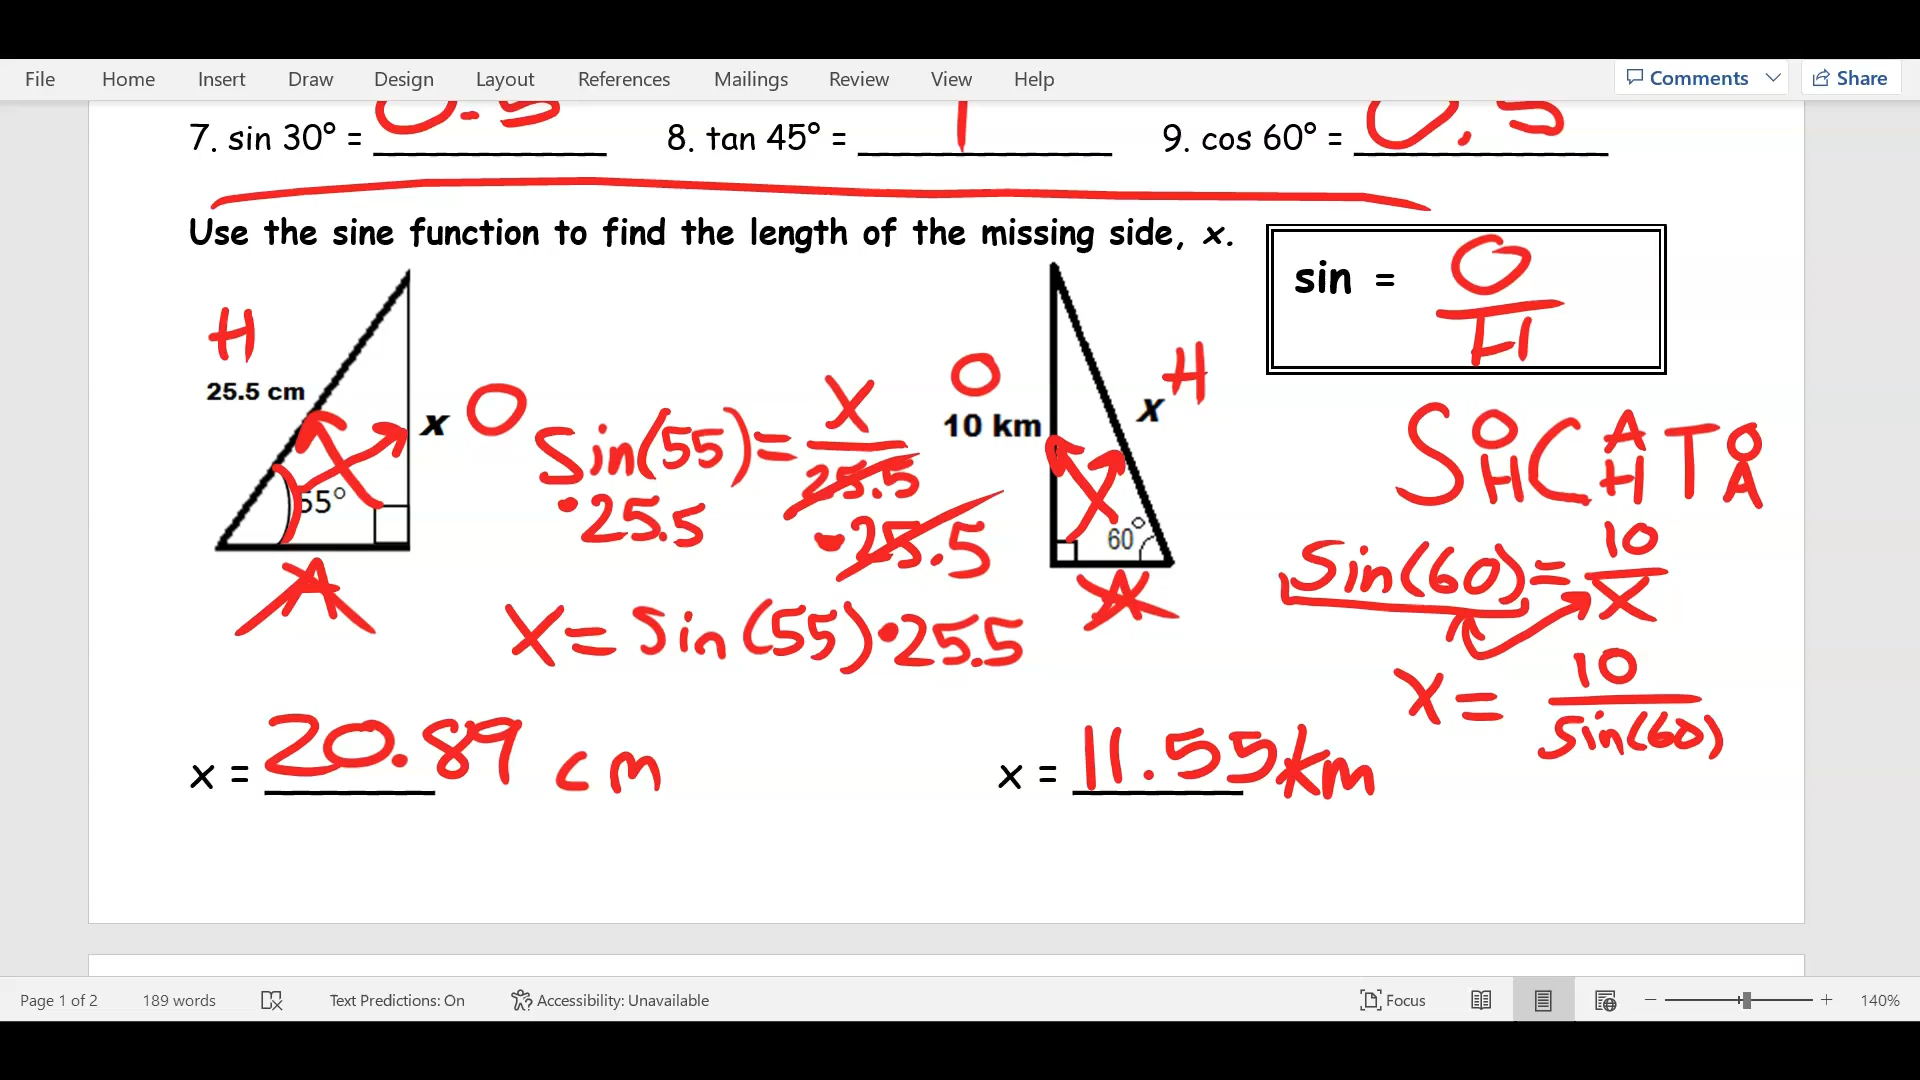 File Home Insert Draw Design Layout References Mailings Review View Help Comments Share
7. sin 30° = 0.5 8. tan 45° = 1 9. cos 60° = 0.5
Use the sine function to find the length of the missing side, x.
sin = O/H
H
25.5 cm
x O
55°
A
Sin(55) = X/25.5
·25.5 ·25.5
X = Sin(55)·25.5
x = 20.89 cm
O
10 km
x H
60°
A
S O/H C A/H T O/A
Sin(60) = 10/X
X = 10/Sin(60)
x = 11.55 km
Page 1 of 2 189 words Text Predictions: On Accessibility: Unavailable Focus 140%